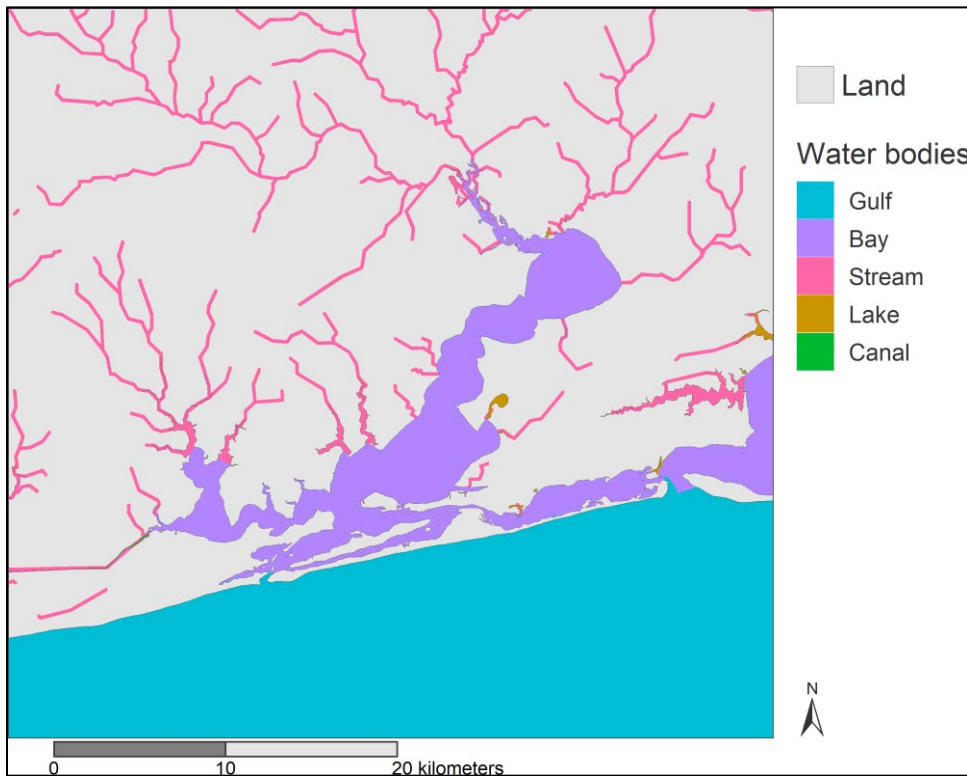 Land
Water bodies
Gulf
Bay
Stream
Lake
Canal
N
0 10 20 kilometers